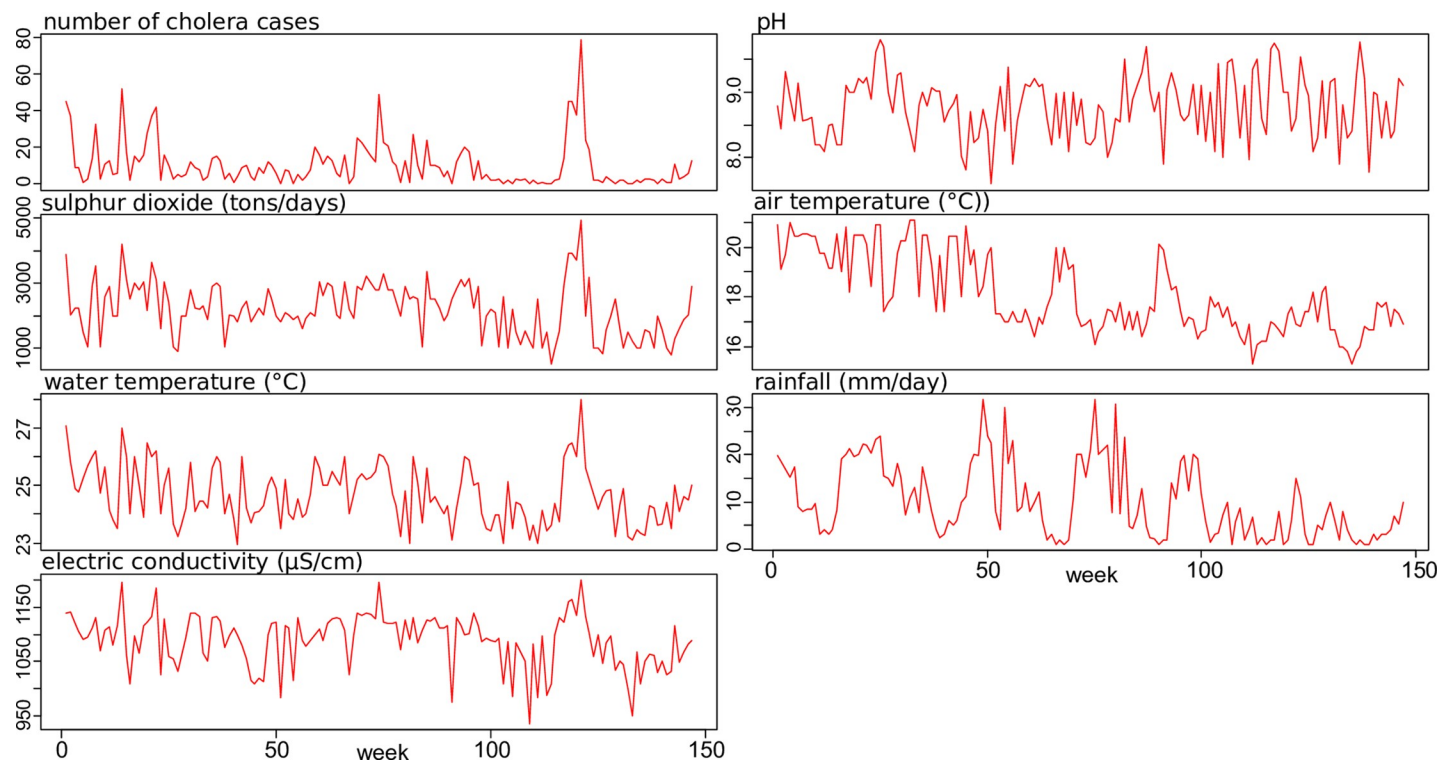 number of cholera cases
80
60
40
20
0
sulphur dioxide (tons/days)
5000
3000
1000
water temperature (°C)
27
25
23
electric conductivity (µS/cm)
1150
1050
950
0 50 100 150
week
pH
9.0
8.0
air temperature (°C))
20
18
16
rainfall (mm/day)
30
20
10
0
0 50 100 150
week